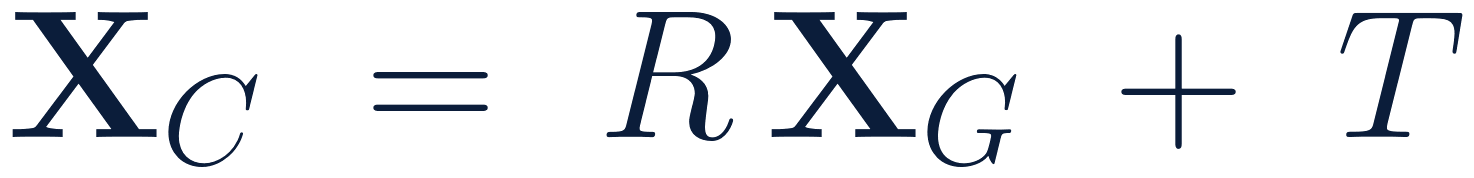 X_C = R X_G + T